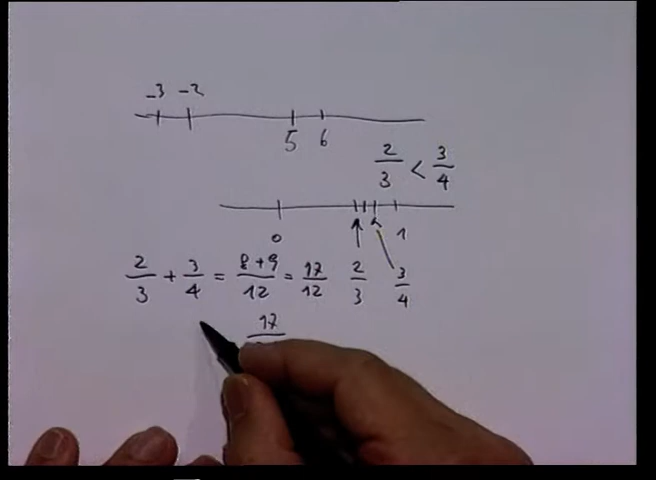 -3 -2
5 6
2/3 < 3/4
0 1
2/3 + 3/4 = 8+9/12 = 17/12 2/3 3/4
17